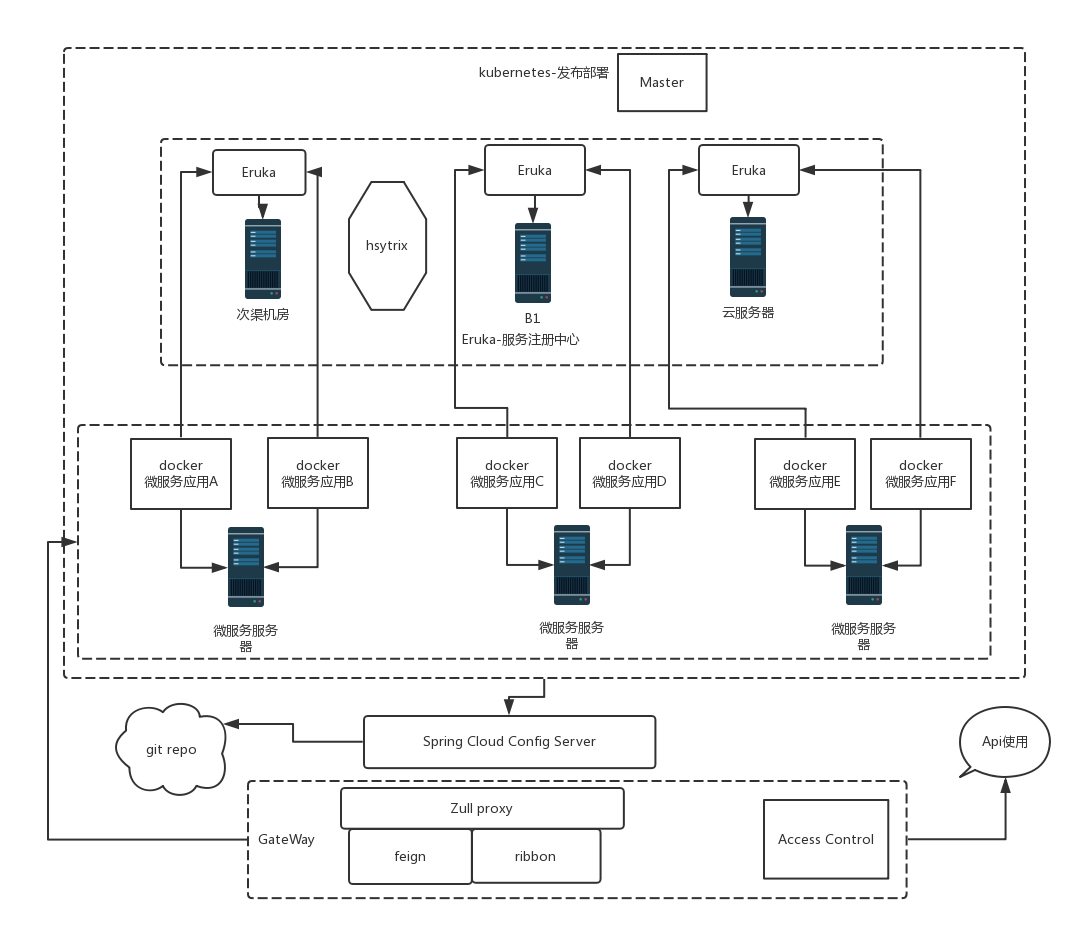 kubernetes-发布部署
Master
Eruka
Eruka
Eruka
hsytrix
次渠机房
B1
云服务器
Eruka-服务注册中心
docker
微服务应用A
docker
微服务应用B
docker
微服务应用C
docker
微服务应用D
docker
微服务应用E
docker
微服务应用F
微服务服务
器
微服务服务
器
微服务服务
器
git repo
Spring Cloud Config Server
Api使用
GateWay
Zull proxy
feign
ribbon
Access Control